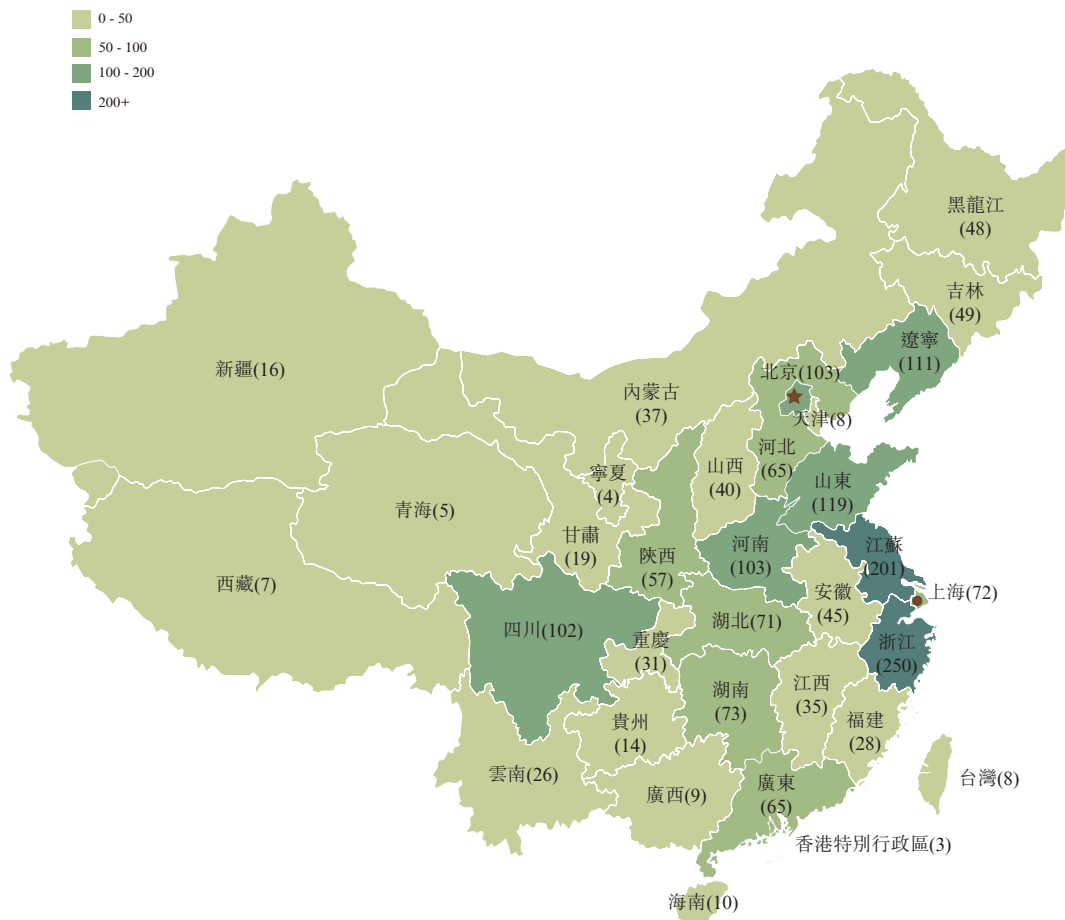 0 - 50
50 - 100
100 - 200
200+
黑龍江
(48)
吉林
(49)
遼寧
(111)
新疆(16)
北京(103)
內蒙古
(37)
天津(8)
河北
(65)
山西
(40)
寧夏
(4)
山東
(119)
青海(5)
甘肅
(19)
陝西
(57)
河南
(103)
江蘇
(201)
西藏(7)
安徽
(45)
上海(72)
四川(102)
湖北(71)
重慶
(31)
浙江
(250)
湖南
(73)
江西
(35)
貴州
(14)
福建
(28)
雲南(26)
廣西(9)
廣東
(65)
台灣(8)
香港特別行政區(3)
海南(10)